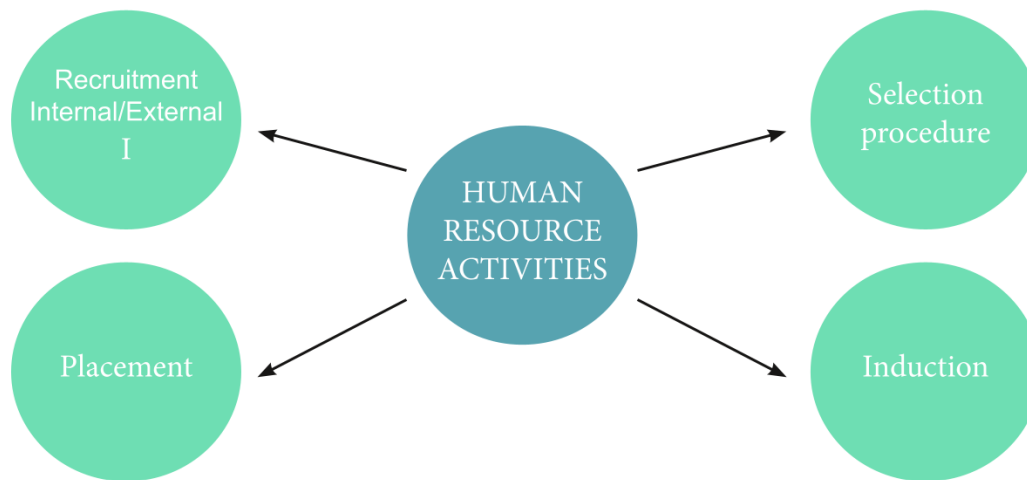 Recruitment
Internal/External
I
Selection
procedure
HUMAN
RESOURCE
ACTIVITIES
Placement
Induction